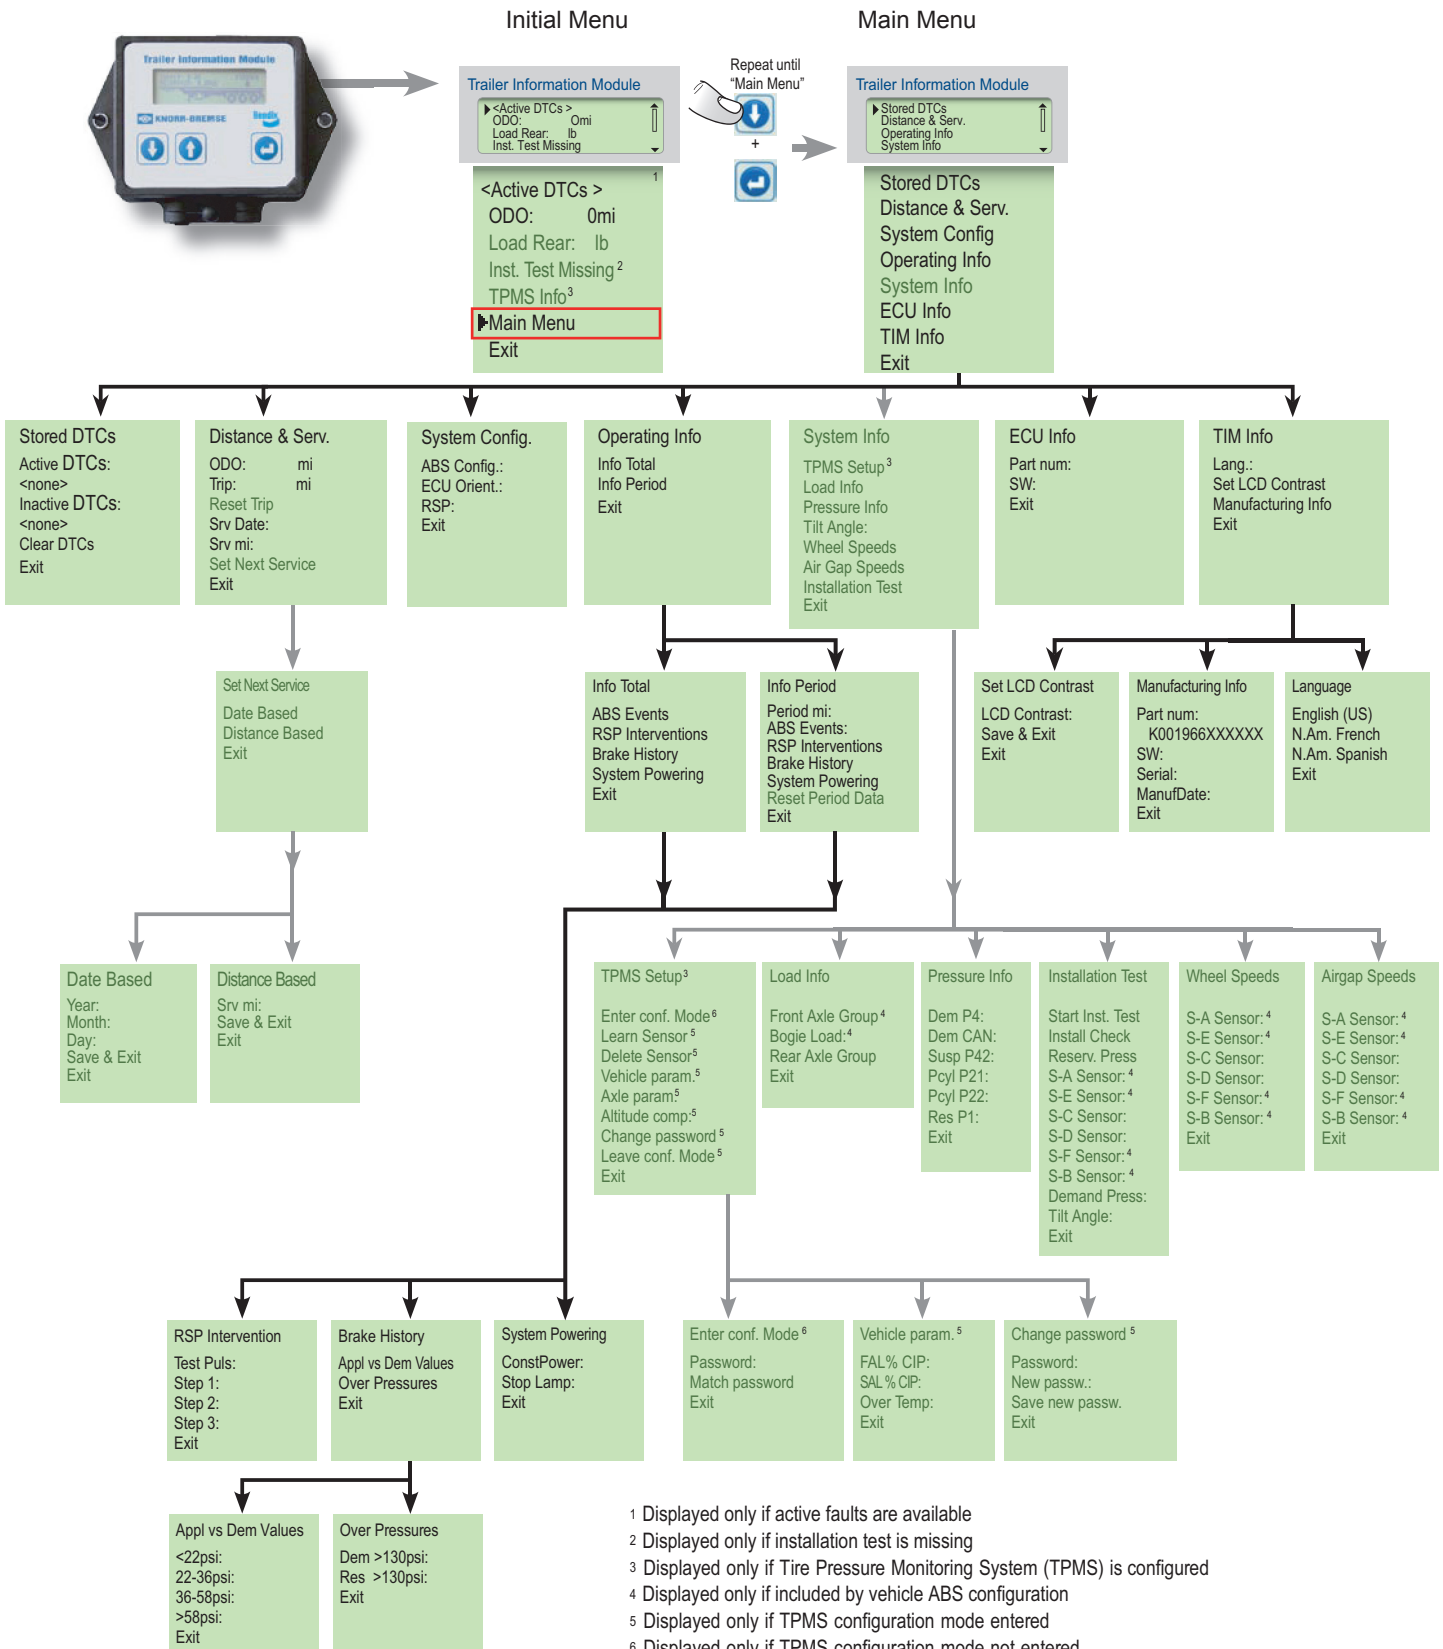 Initial Menu
Main Menu
Trailer Information Module
KNORR-BREMSE
Bendix
Trailer Information Module
<Active DTCs >
ODO: 0mi
Load Rear: lb
Inst. Test Missing
Repeat until
“Main Menu”
+
Trailer Information Module
Stored DTCs
Distance & Serv.
Operating Info
System Info
<Active DTCs > 1
ODO: 0mi
Load Rear: lb
Inst. Test Missing 2
TPMS Info 3
Main Menu
Exit
Stored DTCs
Distance & Serv.
System Config
Operating Info
System Info
ECU Info
TIM Info
Exit
Stored DTCs
Active DTCs:
<none>
Inactive DTCs:
<none>
Clear DTCs
Exit
Distance & Serv.
ODO: mi
Trip: mi
Reset Trip
Srv Date:
Srv mi:
Set Next Service
Exit
System Config.
ABS Config.:
ECU Orient.:
RSP:
Exit
Operating Info
Info Total
Info Period
Exit
System Info
TPMS Setup 3
Load Info
Pressure Info
Tilt Angle:
Wheel Speeds
Air Gap Speeds
Installation Test
Exit
ECU Info
Part num:
SW:
Exit
TIM Info
Lang.:
Set LCD Contrast
Manufacturing Info
Exit
Set Next Service
Date Based
Distance Based
Exit
Info Total
ABS Events
RSP Interventions
Brake History
System Powering
Exit
Info Period
Period mi:
ABS Events:
RSP Interventions
Brake History
System Powering
Reset Period Data
Exit
Set LCD Contrast
LCD Contrast:
Save & Exit
Exit
Manufacturing Info
Part num:
K001966XXXXXX
SW:
Serial:
ManufDate:
Exit
Language
English (US)
N.Am. French
N.Am. Spanish
Exit
Date Based
Year:
Month:
Day:
Save & Exit
Exit
Distance Based
Srv mi:
Save & Exit
Exit
TPMS Setup 3
Enter conf. Mode 6
Learn Sensor 5
Delete Sensor 5
Vehicle param. 5
Axle param 5
Altitude comp: 5
Change password 5
Leave conf. Mode 5
Exit
Load Info
Front Axle Group 4
Bogie Load: 4
Rear Axle Group
Exit
Pressure Info
Dem P4:
Dem CAN:
Susp P42:
Pcyl P21:
Pcyl P22:
Res P1:
Exit
Installation Test
Start Inst. Test
Install Check
Reserv. Press
S-A Sensor: 4
S-E Sensor: 4
S-C Sensor:
S-D Sensor:
S-F Sensor: 4
S-B Sensor: 4
Demand Press:
Tilt Angle:
Exit
Wheel Speeds
S-A Sensor: 4
S-E Sensor: 4
S-C Sensor:
S-D Sensor:
S-F Sensor: 4
S-B Sensor: 4
Exit
Airgap Speeds
S-A Sensor: 4
S-E Sensor: 4
S-C Sensor:
S-D Sensor:
S-F Sensor: 4
S-B Sensor: 4
Exit
RSP Intervention
Test Puls:
Step 1:
Step 2:
Step 3:
Exit
Brake History
Appl vs Dem Values
Over Pressures
Exit
System Powering
ConstPower:
Stop Lamp:
Exit
Enter conf. Mode 6
Password:
Match password
Exit
Vehicle param. 5
FAL% CIP:
SAL% CIP:
Over Temp:
Exit
Change password 5
Password:
New passw.:
Save new passw.
Exit
Appl vs Dem Values
<22psi:
22-36psi:
36-58psi:
>58psi:
Exit
Over Pressures
Dem >130psi:
Res >130psi:
Exit
1 Displayed only if active faults are available
2 Displayed only if installation test is missing
3 Displayed only if Tire Pressure Monitoring System (TPMS) is configured
4 Displayed only if included by vehicle ABS configuration
5 Displayed only if TPMS configuration mode entered
6 Displayed only if TPMS configuration mode not entered